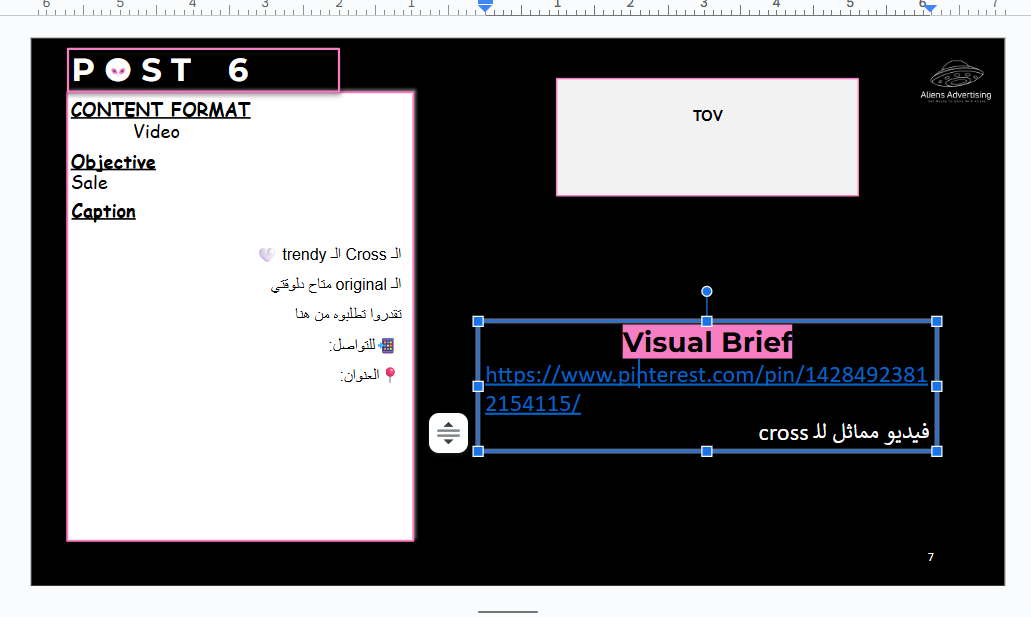 6 5 4 3 2 1 1 2 3 4 5 6 7
POST 6
CONTENT FORMAT
Video
Objective
Sale
Caption
الـ Cross الـ trendy 🤍
الـ original متاح دلوقتي
تقدروا تطلبوه من هنا
📲للتواصل:
📍العنوان:
TOV
Aliens Advertising
Visual Brief
https://www.pinterest.com/pin/1428492381
2154115/
فيديو مماثل للـ cross
7